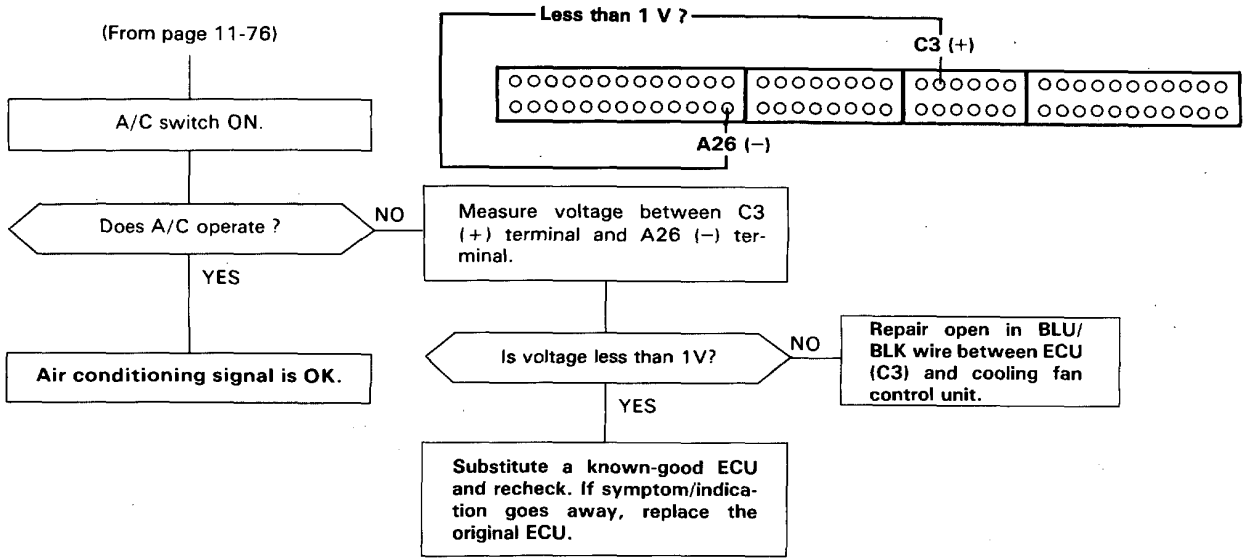 (From page 11-76)
Less than 1 V ?
C3 (+)
A26 (−)
A/C switch ON.
Does A/C operate ?
NO
YES
Measure voltage between C3
(+) terminal and A26 (−) ter-
minal.
Air conditioning signal is OK.
Is voltage less than 1V?
NO
YES
Repair open in BLU/
BLK wire between ECU
(C3) and cooling fan
control unit.
Substitute a known-good ECU
and recheck. If symptom/indica-
tion goes away, replace the
original ECU.